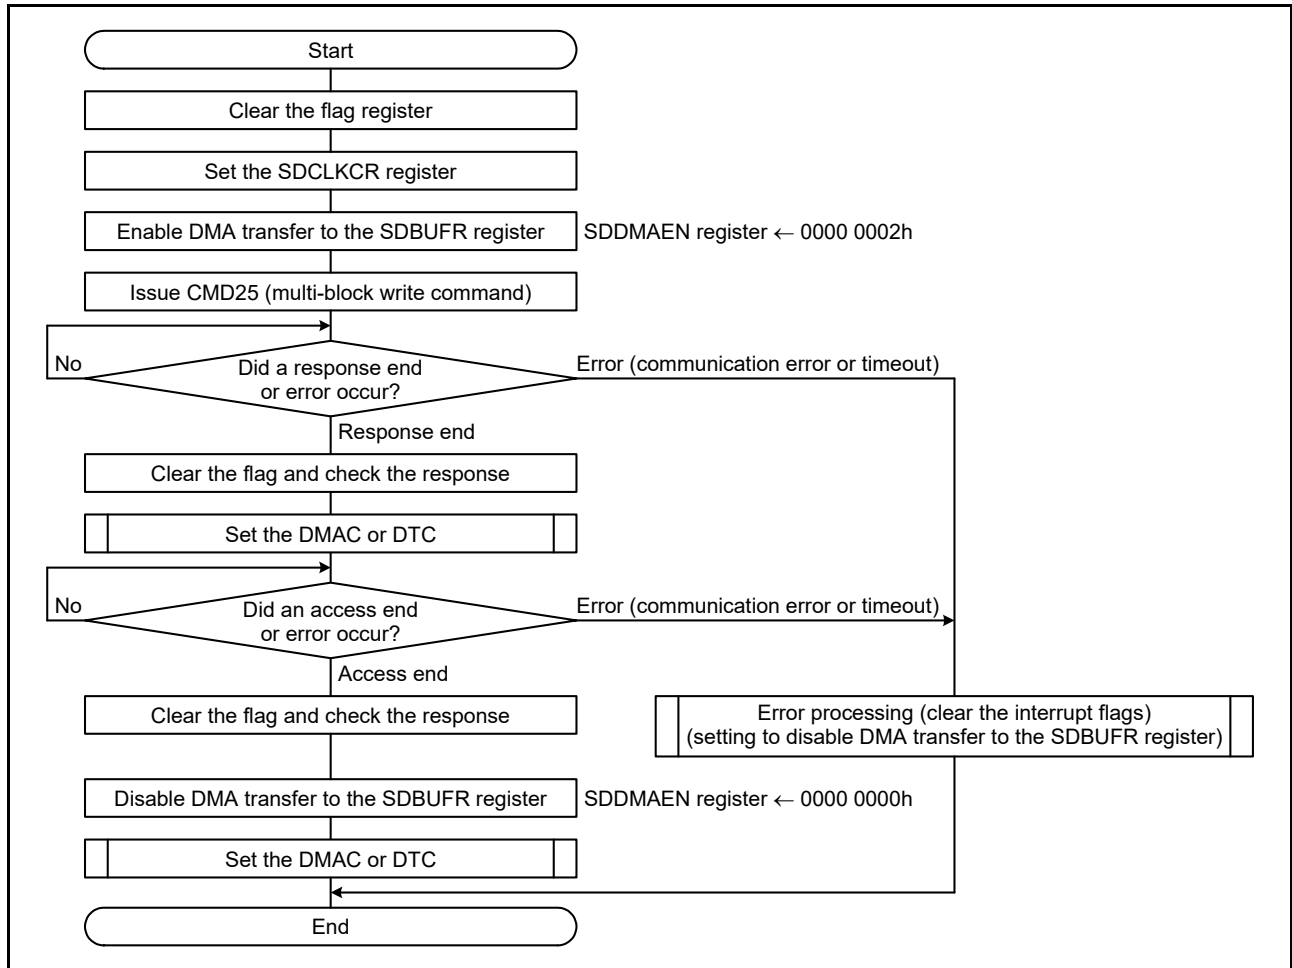 Start
Clear the flag register
Set the SDCLKCR register
Enable DMA transfer to the SDBUFR register
SDDMAEN register ← 0000 0002h
Issue CMD25 (multi-block write command)
No
Did a response end
or error occur?
Error (communication error or timeout)
Response end
Clear the flag and check the response
Set the DMAC or DTC
No
Did an access end
or error occur?
Error (communication error or timeout)
Access end
Clear the flag and check the response
Error processing (clear the interrupt flags)
(setting to disable DMA transfer to the SDBUFR register)
Disable DMA transfer to the SDBUFR register
SDDMAEN register ← 0000 0000h
Set the DMAC or DTC
End